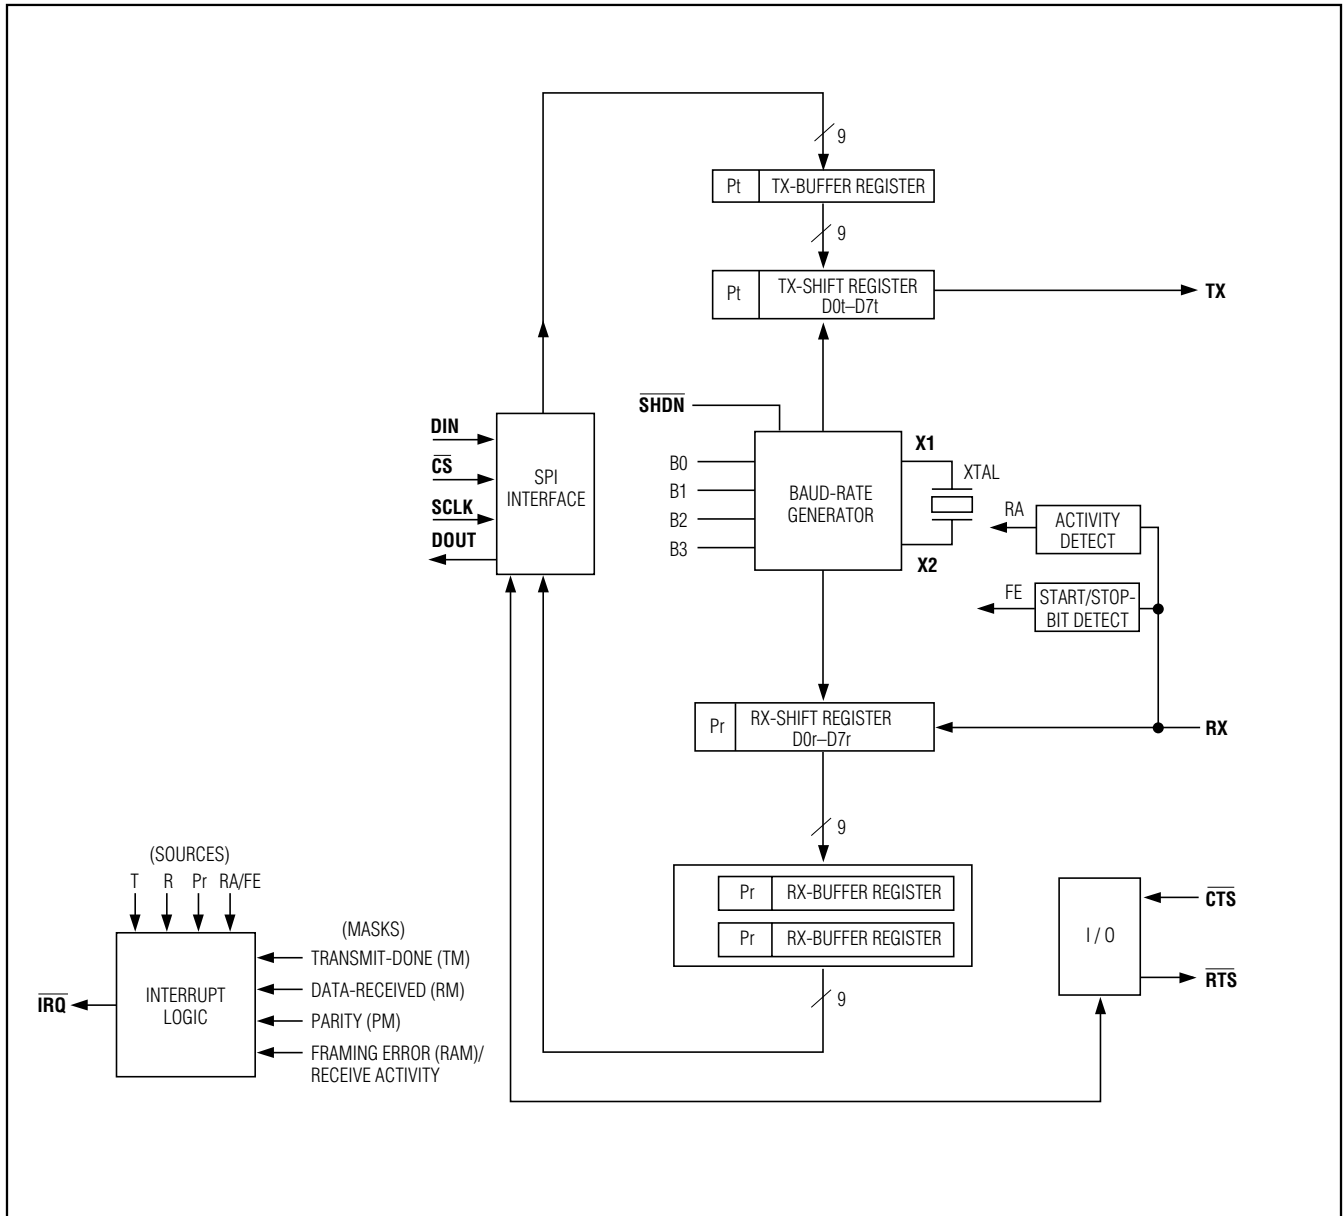 9
Pt TX-BUFFER REGISTER
9
Pt TX-SHIFT REGISTER
D0t–D7t
TX
SHDN
DIN
CS
SCLK
DOUT
SPI
INTERFACE
B0
B1
B2
B3
BAUD-RATE
GENERATOR
X1
X2
XTAL
RA
ACTIVITY
DETECT
FE
START/STOP-
BIT DETECT
Pr RX-SHIFT REGISTER
D0r–D7r
RX
9
Pr RX-BUFFER REGISTER
Pr RX-BUFFER REGISTER
9
I / O
CTS
RTS
(SOURCES)
T R Pr RA/FE
(MASKS)
TRANSMIT-DONE (TM)
DATA-RECEIVED (RM)
PARITY (PM)
FRAMING ERROR (RAM)/
RECEIVE ACTIVITY
INTERRUPT
LOGIC
IRQ